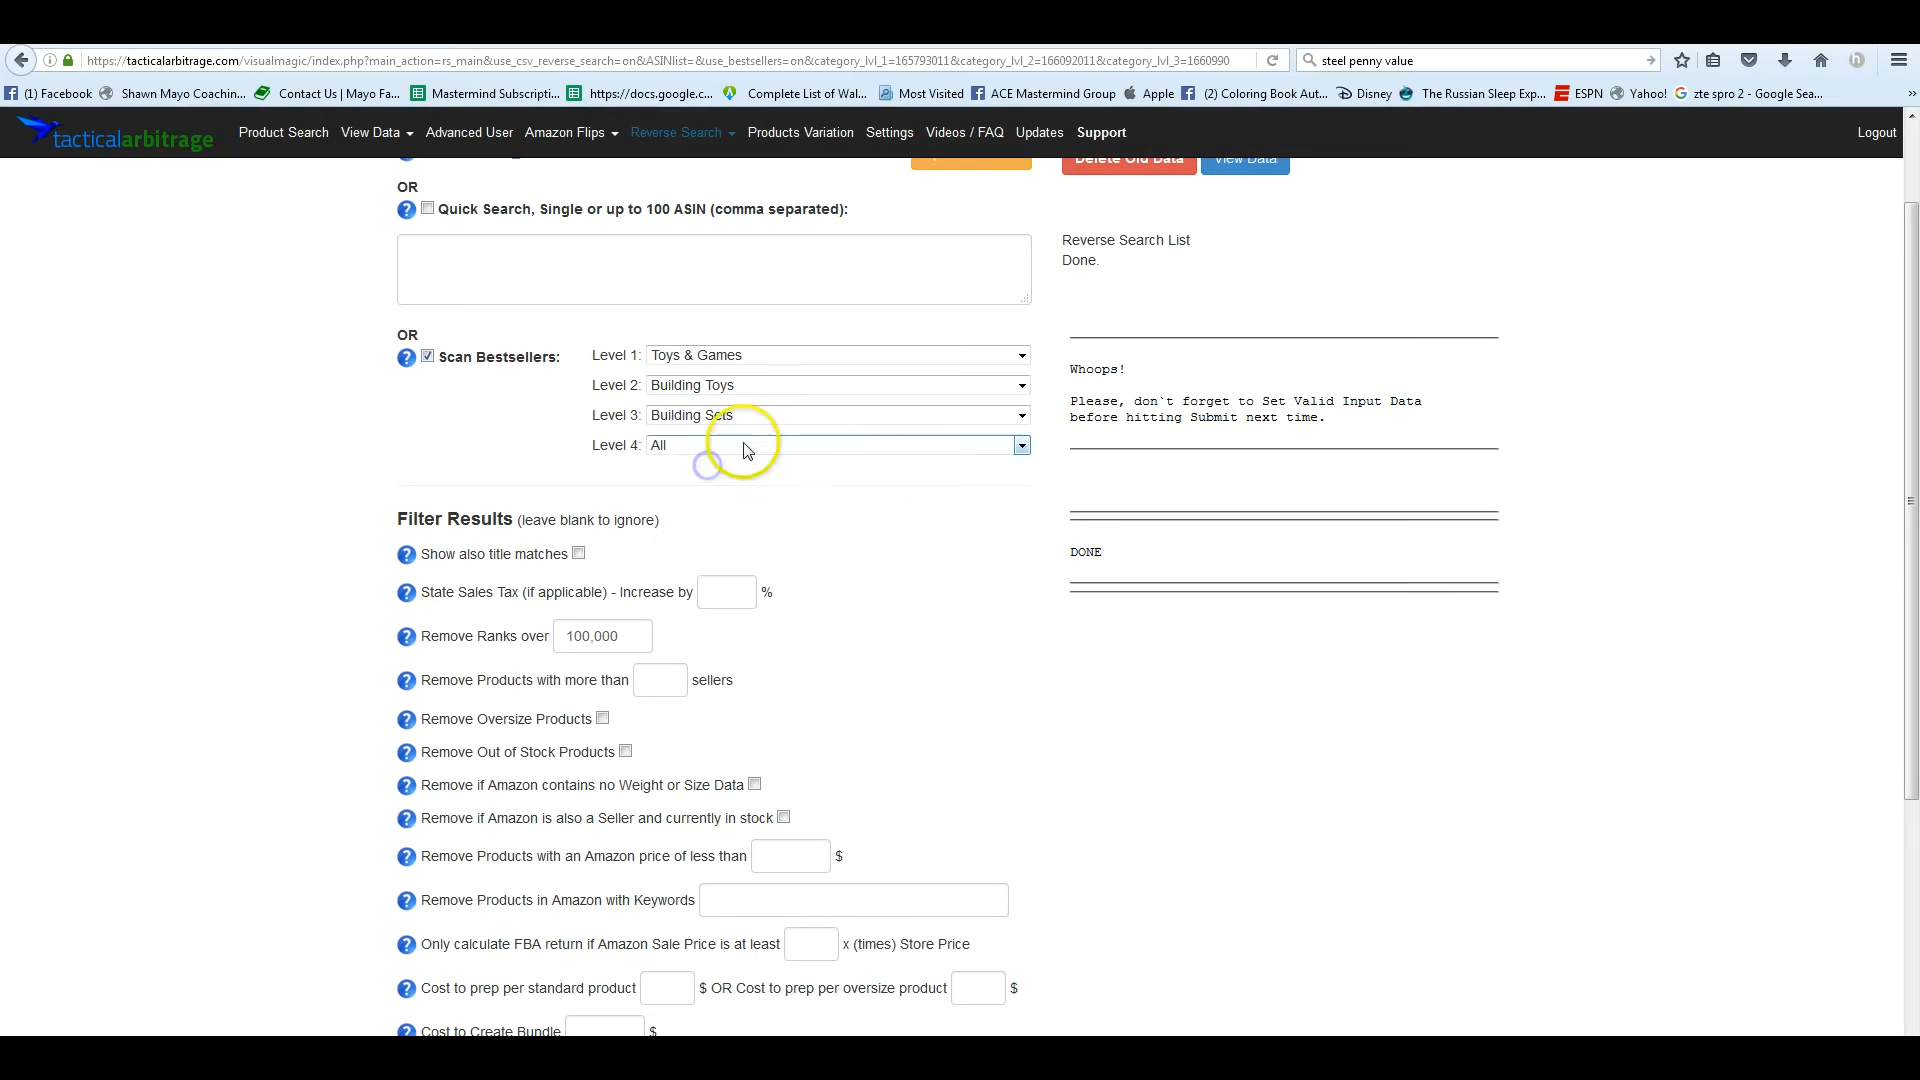 https://tacticalarbitrage.com/visualmagic/index.php?main_action=rs_main&use_csv_reverse_search=on&ASINlist=&use_bestsellers=on&category_lvl_1=165793011&category_lvl_2=166092011&category_lvl_3=1660990
steel penny value
(1) Facebook
Shawn Mayo Coachin...
Contact Us | Mayo Fa...
Mastermind Subscripti...
https://docs.google.c...
Complete List of Wal...
Most Visited
ACE Mastermind Group
Apple
(2) Coloring Book Aut...
Disney
The Russian Sleep Exp...
ESPN
Yahoo!
zte spro 2 - Google Sea...
tacticalarbitrage
Product Search
View Data
Advanced User
Amazon Flips
Reverse Search
Products Variation
Settings
Videos / FAQ
Updates
Support
Logout
Delete Old Data
View Data
OR
Quick Search, Single or up to 100 ASIN (comma separated):
Reverse Search List
Done.
OR
Scan Bestsellers:
Level 1: Toys & Games
Level 2: Building Toys
Level 3: Building Sets
Level 4: All
Whoops!
Please, don`t forget to Set Valid Input Data
before hitting Submit next time.
DONE
Filter Results (leave blank to ignore)
Show also title matches
State Sales Tax (if applicable) - Increase by %
Remove Ranks over 100,000
Remove Products with more than sellers
Remove Oversize Products
Remove Out of Stock Products
Remove if Amazon contains no Weight or Size Data
Remove if Amazon is also a Seller and currently in stock
Remove Products with an Amazon price of less than $
Remove Products in Amazon with Keywords
Only calculate FBA return if Amazon Sale Price is at least x (times) Store Price
Cost to prep per standard product $ OR Cost to prep per oversize product $
Cost to Create Bundle $